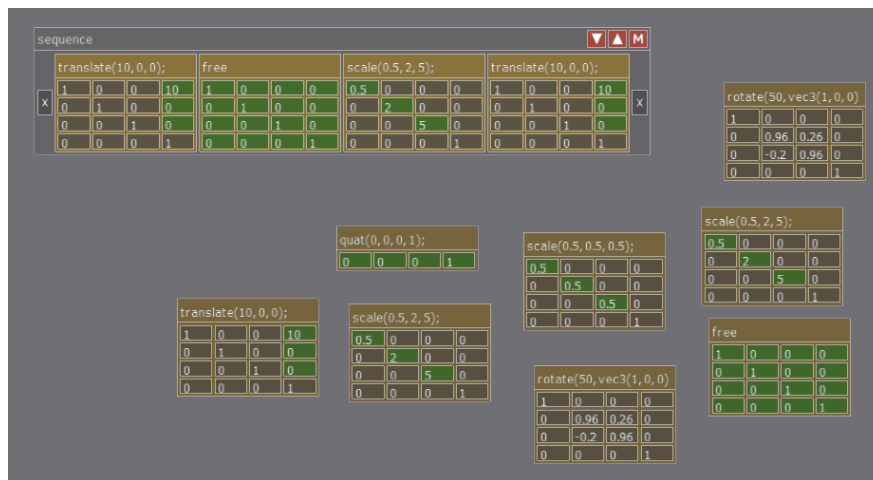 sequence M
translate(10,0,0); free scale(0.5,2,5); translate(10,0,0);
1 0 0 10 1 0 0 0 0.5 0 0 0 1 0 0 10
x 0 1 0 0 0 1 0 0 0 2 0 0 0 1 0 0 x
0 0 1 0 0 0 1 0 0 0 5 0 0 0 1 0
0 0 0 1 0 0 0 1 0 0 0 1 0 0 0 1
rotate(50,vec3(1,0,0)
1 0 0 0
0 0.96 0.26 0
0 -0.2 0.96 0
0 0 0 1
scale(0.5,2,5);
0.5 0 0 0
0 2 0 0
0 0 5 0
0 0 0 1
quat(0,0,0,1);
0 0 0 1
scale(0.5,0.5,0.5);
0.5 0 0 0
0 0.5 0 0
0 0 0.5 0
0 0 0 1
translate(10,0,0);
1 0 0 10
0 1 0 0
0 0 1 0
0 0 0 1
scale(0.5,2,5);
0.5 0 0 0
0 2 0 0
0 0 5 0
0 0 0 1
free
1 0 0 0
0 1 0 0
0 0 1 0
0 0 0 1
rotate(50,vec3(1,0,0)
1 0 0 0
0 0.96 0.26 0
0 -0.2 0.96 0
0 0 0 1